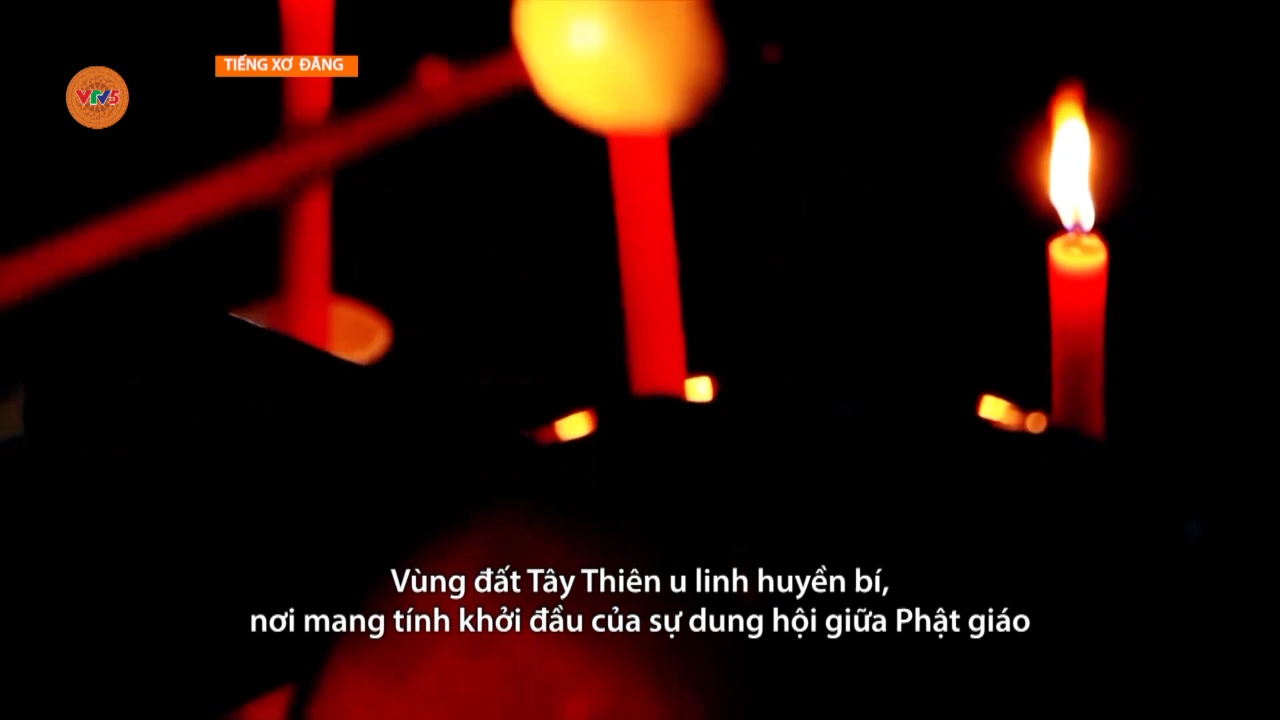 TIẾNG XƠ ĐĂNG
VTV5
Vùng đất Tây Thiên u linh huyền bí,
nơi mang tính khởi đầu của sự dung hội giữa Phật giáo